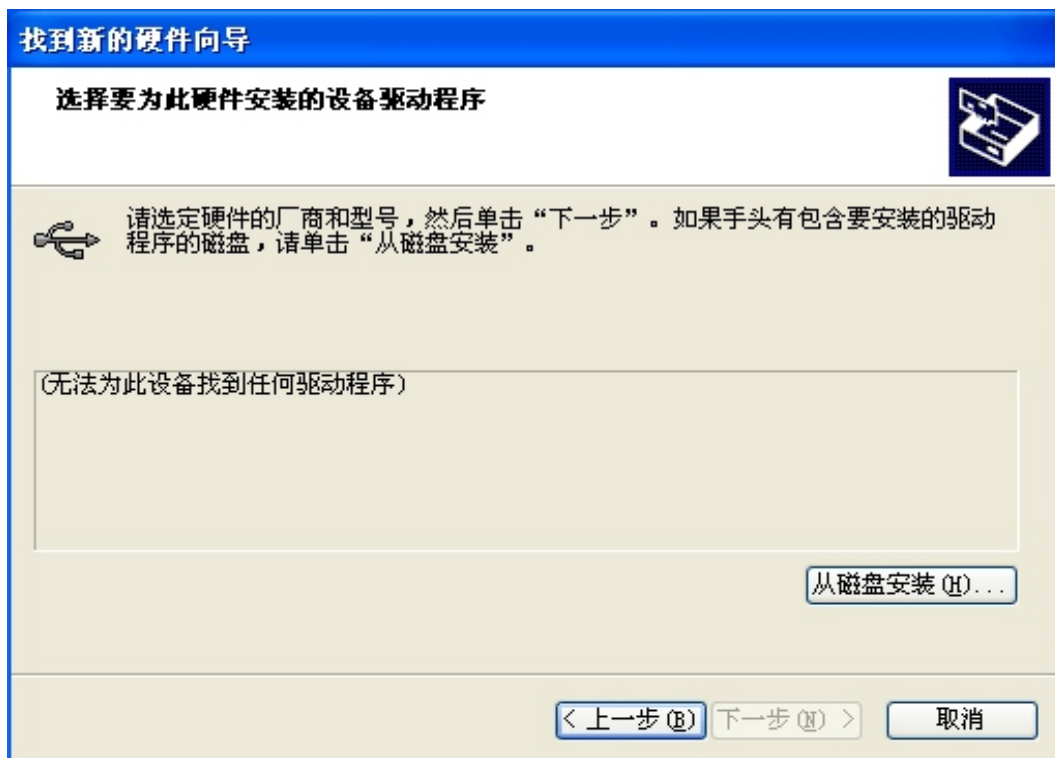 找到新的硬件向导
选择要为此硬件安装的设备驱动程序
请选定硬件的厂商和型号，然后单击“下一步”。如果手头有包含要安装的驱动
程序的磁盘，请单击“从磁盘安装”。
(无法为此设备找到任何驱动程序)
从磁盘安装(H)...
< 上一步(B) 下一步(N) > 取消